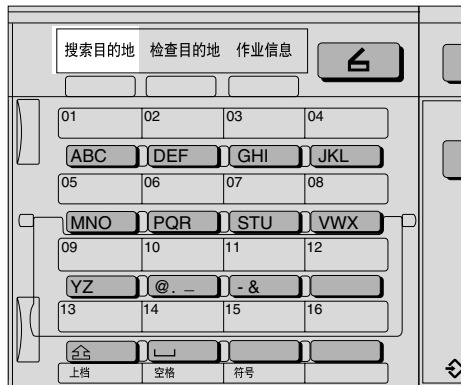 搜索目的地 检查目的地 作业信息
01 02 03 04
ABC DEF GHI JKL
05 06 07 08
MNO PQR STU VWX
09 10 11 12
YZ @. _ - &
13 14 15 16
上档 空格 符号